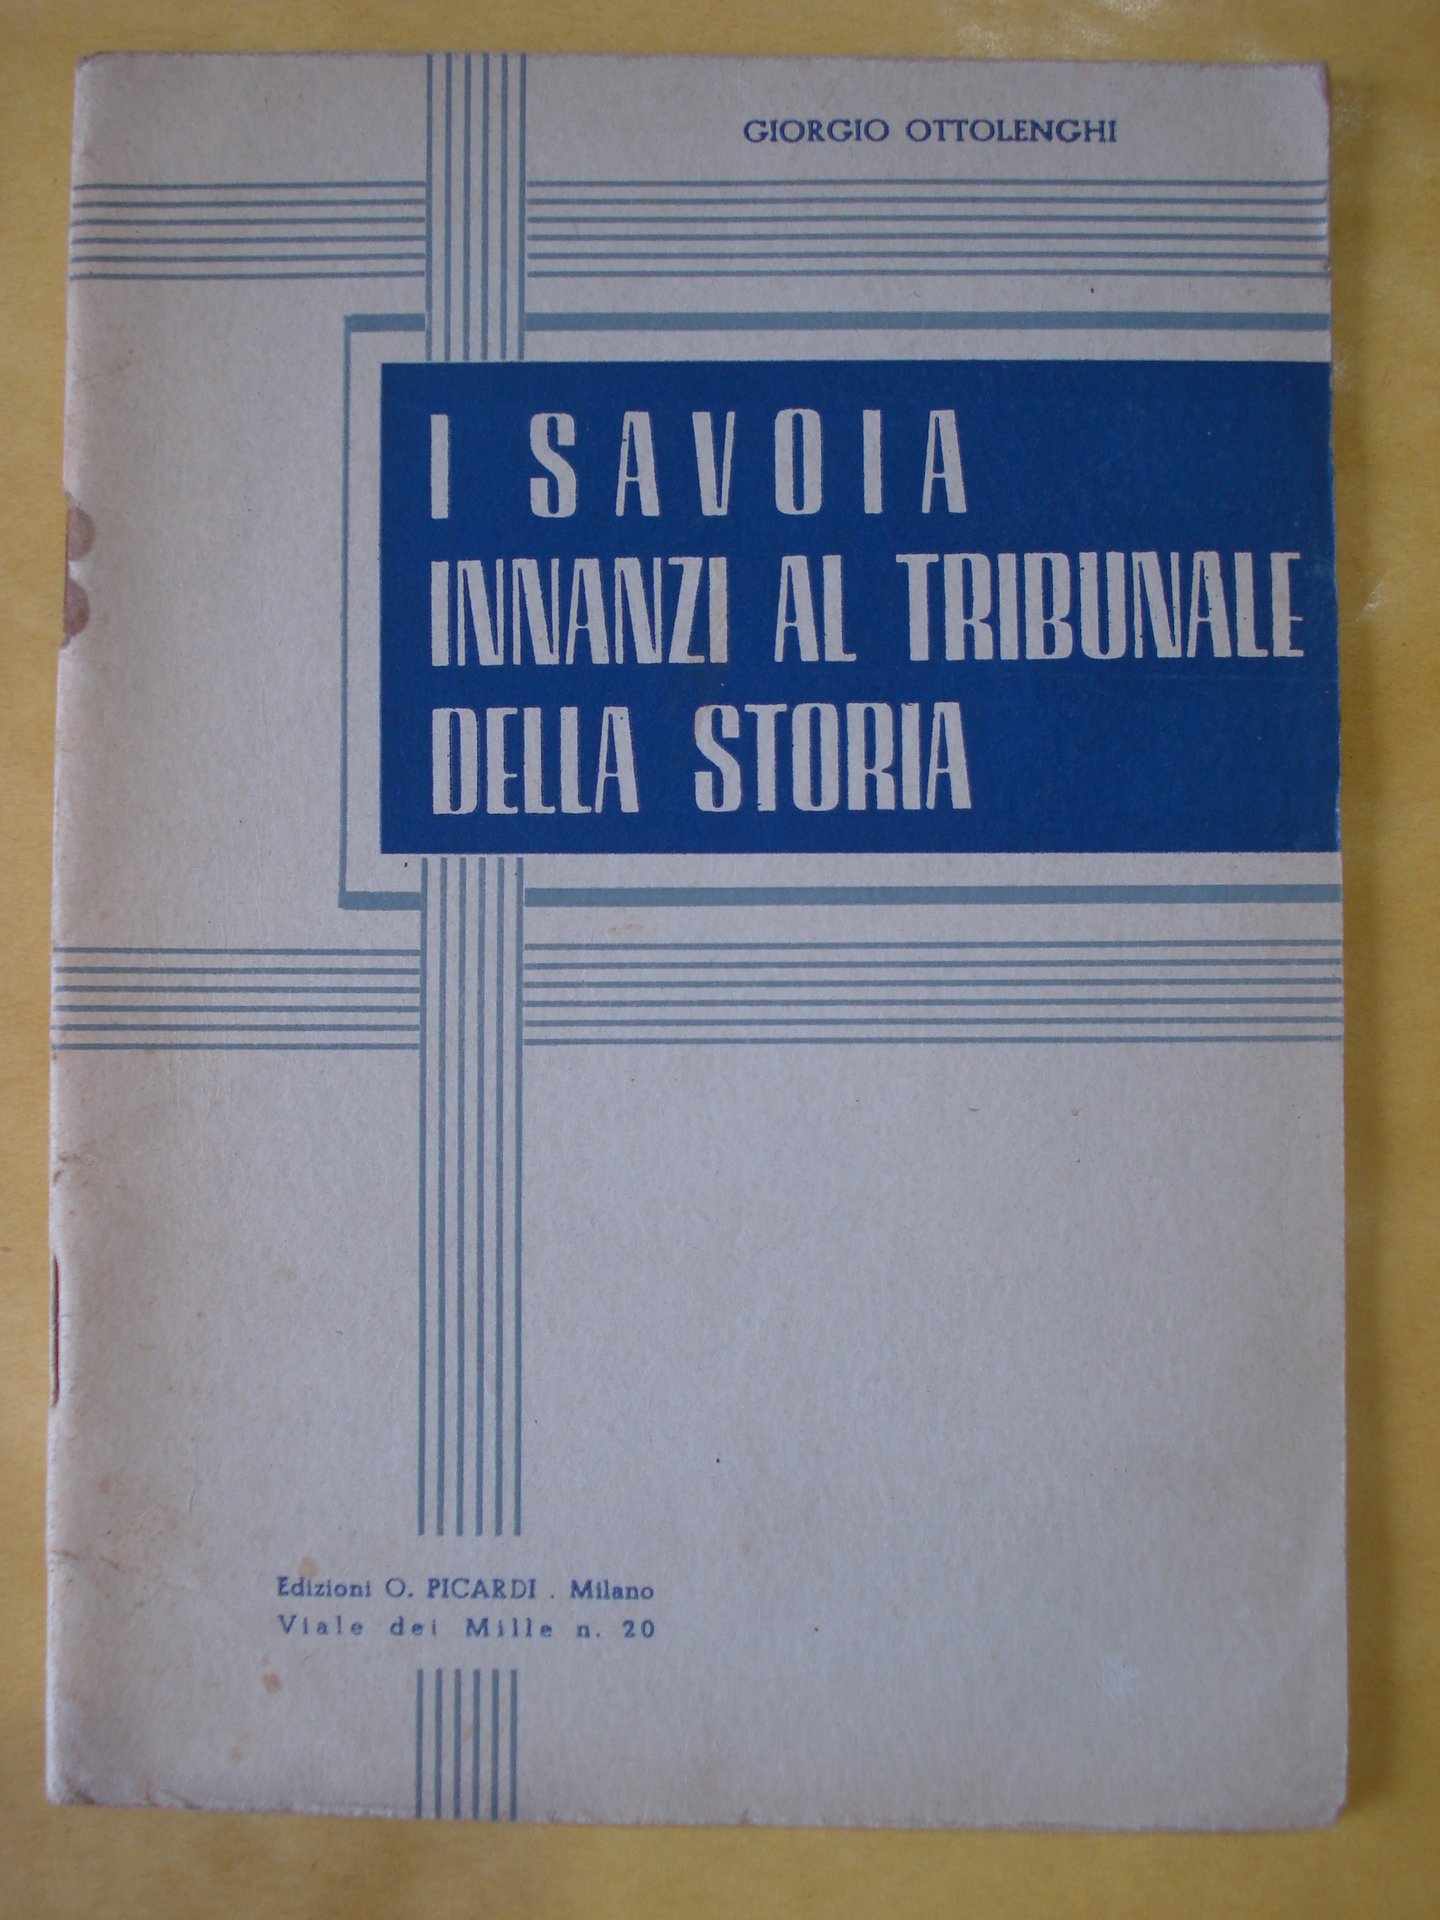 GIORGIO OTTOLENGHI
I SAVOIA
INNANZI AL TRIBUNALE
DELLA STORIA
Edizioni O. PICARDI . Milano
Viale dei Mille n. 20